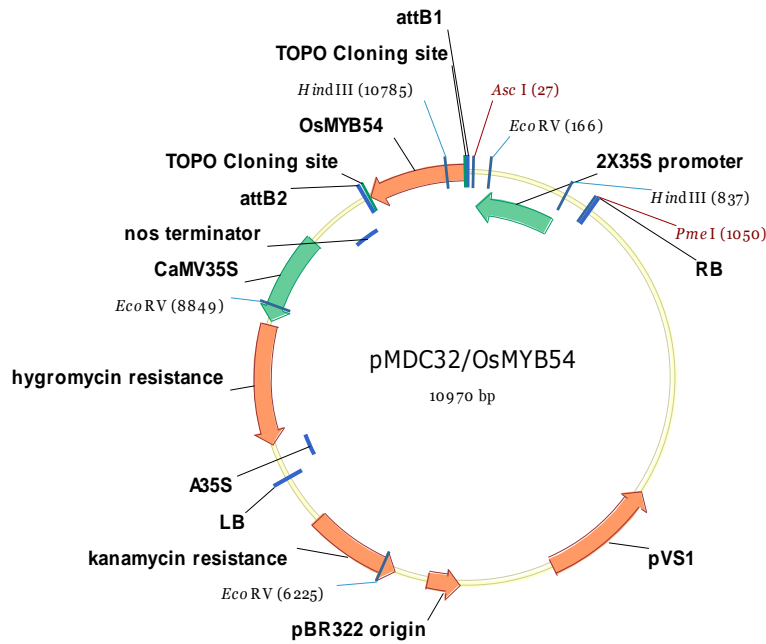 attB1
TOPO Cloning site
HindIII (10785)
Asc I (27)
OsMYB54
EcoRV (166)
TOPO Cloning site
2X35S promoter
attB2
HindIII (837)
nos terminator
PmeI (1050)
CaMV35S
RB
EcoRV (8849)
pMDC32/OsMYB54
hygromycin resistance
10970 bp
A35S
LB
kanamycin resistance
pVS1
EcoRV (6225)
pBR322 origin